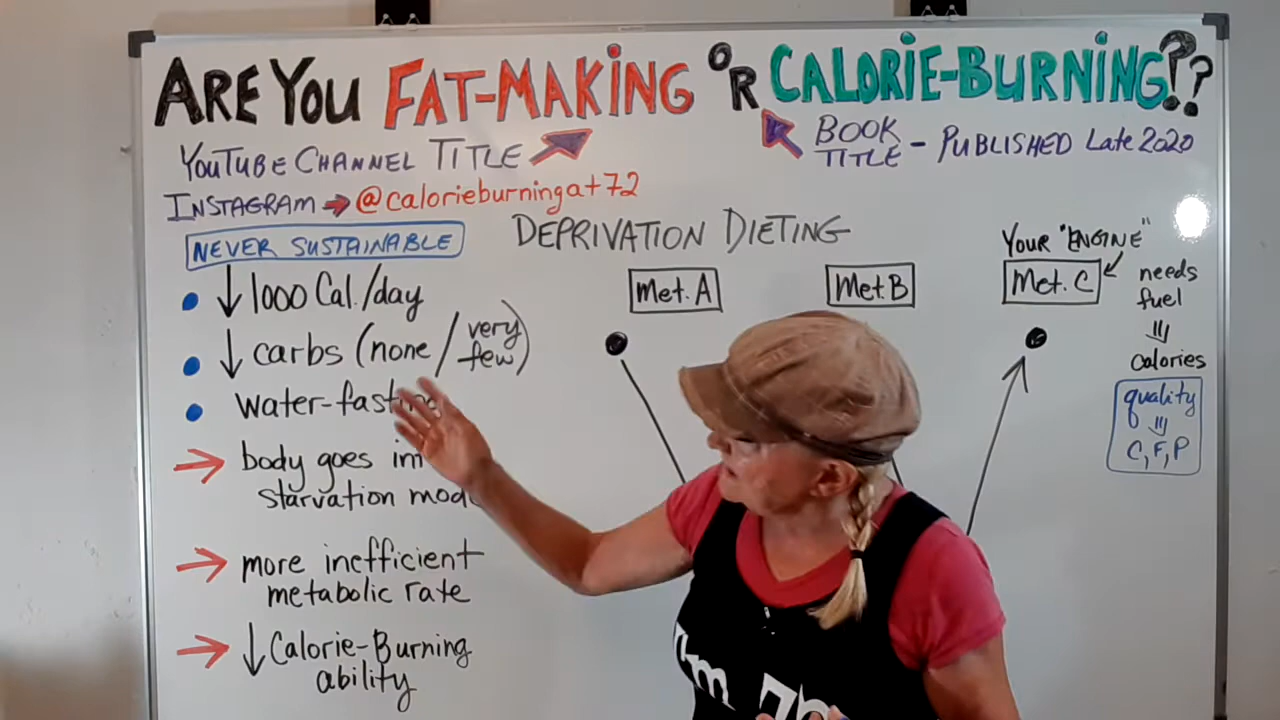 ARE YOU FAT-MAKING OR CALORIE-BURNING!??
YOUTUBE CHANNEL TITLE
BOOK TITLE - PUBLISHED Late 2020
INSTAGRAM → @calorieburningat72
NEVER SUSTAINABLE
DEPRIVATION DIETING
↓ 1000 Cal./day
↓ carbs (none/very few)
water-fasting
→ body goes in
starvation mode
→ more inefficient
metabolic rate
→ ↓ Calorie-Burning
ability
Met. A
Met. B
YOUR "ENGINE"
Met. C
needs
fuel
⇓
calories
quality
⇓
C, F, P